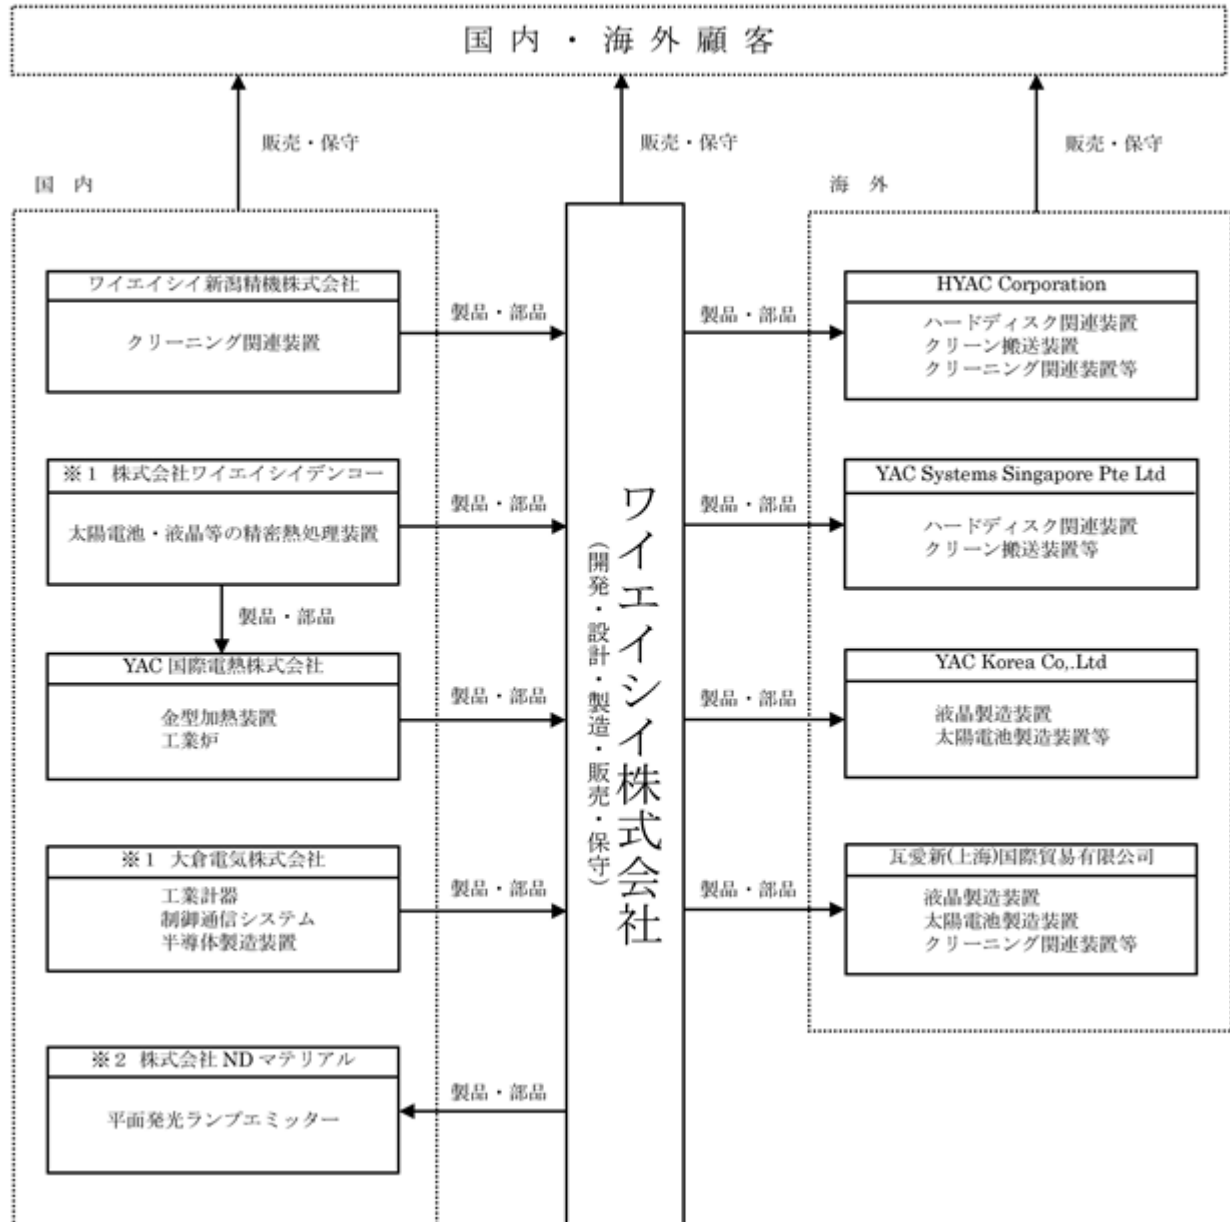 国内・海外顧客
販売・保守
販売・保守
販売・保守
国内
海外
ワイエイシイ新潟精機株式会社
クリーニング関連装置
製品・部品
※1 株式会社ワイエイシイデンコー
太陽電池・液晶等の精密熱処理装置
製品・部品
製品・部品
YAC 国際電熱株式会社
金型加熱装置
工業炉
製品・部品
※1 大倉電気株式会社
工業計器
制御通信システム
半導体製造装置
製品・部品
※2 株式会社 ND マテリアル
平面発光ランプエミッター
製品・部品
ワイエイシイ株式会社
(開発・設計・製造・販売・保守)
製品・部品
HYAC Corporation
ハードディスク関連装置
クリーン搬送装置
クリーニング関連装置等
製品・部品
YAC Systems Singapore Pte Ltd
ハードディスク関連装置
クリーン搬送装置等
製品・部品
YAC Korea Co,.Ltd
液晶製造装置
太陽電池製造装置等
製品・部品
瓦愛新(上海)国際貿易有限公司
液晶製造装置
太陽電池製造装置
クリーニング関連装置等